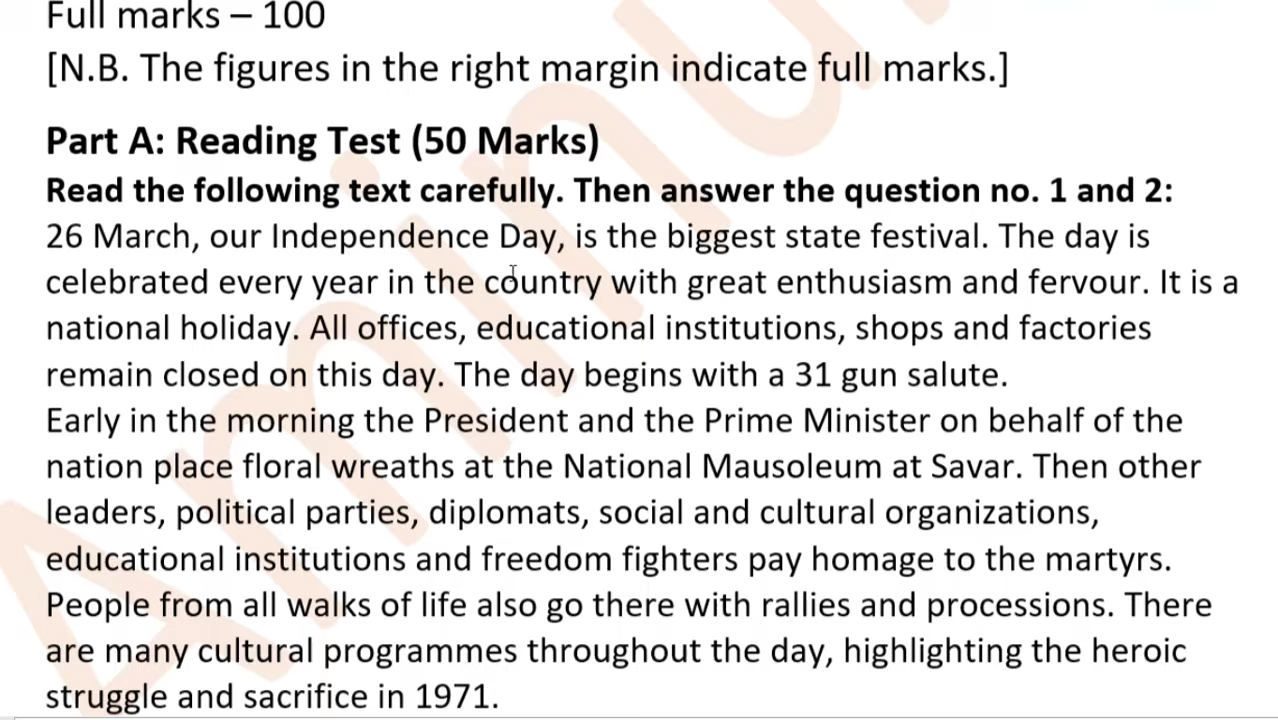 Full marks – 100
[N.B. The figures in the right margin indicate full marks.]
Part A: Reading Test (50 Marks)
Read the following text carefully. Then answer the question no. 1 and 2:
26 March, our Independence Day, is the biggest state festival. The day is
celebrated every year in the country with great enthusiasm and fervour. It is a
national holiday. All offices, educational institutions, shops and factories
remain closed on this day. The day begins with a 31 gun salute.
Early in the morning the President and the Prime Minister on behalf of the
nation place floral wreaths at the National Mausoleum at Savar. Then other
leaders, political parties, diplomats, social and cultural organizations,
educational institutions and freedom fighters pay homage to the martyrs.
People from all walks of life also go there with rallies and processions. There
are many cultural programmes throughout the day, highlighting the heroic
struggle and sacrifice in 1971.